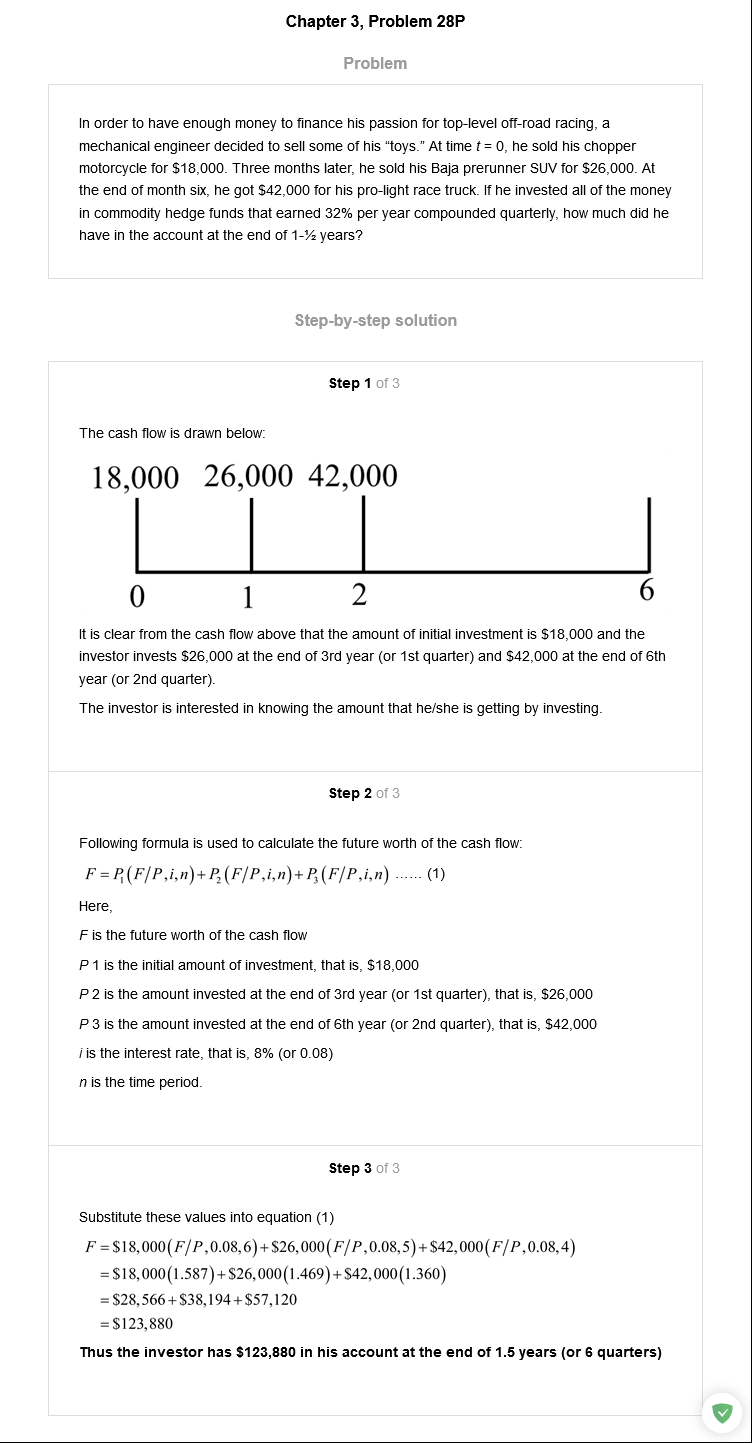 Chapter 3, Problem 28P
Problem
In order to have enough money to finance his passion for top-level off-road racing, a
mechanical engineer decided to sell some of his “toys.” At time t = 0, he sold his chopper
motorcycle for $18,000. Three months later, he sold his Baja prerunner SUV for $26,000. At
the end of month six, he got $42,000 for his pro-light race truck. If he invested all of the money
in commodity hedge funds that earned 32% per year compounded quarterly, how much did he
have in the account at the end of 1-½ years?
Step-by-step solution
Step 1 of 3
The cash flow is drawn below:
18,000 26,000 42,000
0 1 2 6
It is clear from the cash flow above that the amount of initial investment is $18,000 and the
investor invests $26,000 at the end of 3rd year (or 1st quarter) and $42,000 at the end of 6th
year (or 2nd quarter).
The investor is interested in knowing the amount that he/she is getting by investing.
Step 2 of 3
Following formula is used to calculate the future worth of the cash flow:
F = P₁(F/P,i,n)+P₂(F/P,i,n)+P₃(F/P,i,n) ...... (1)
Here,
F is the future worth of the cash flow
P 1 is the initial amount of investment, that is, $18,000
P 2 is the amount invested at the end of 3rd year (or 1st quarter), that is, $26,000
P 3 is the amount invested at the end of 6th year (or 2nd quarter), that is, $42,000
i is the interest rate, that is, 8% (or 0.08)
n is the time period.
Step 3 of 3
Substitute these values into equation (1)
F = $18,000(F/P,0.08,6)+$26,000(F/P,0.08,5)+$42,000(F/P,0.08,4)
= $18,000(1.587)+$26,000(1.469)+$42,000(1.360)
= $28,566+$38,194+$57,120
= $123,880
Thus the investor has $123,880 in his account at the end of 1.5 years (or 6 quarters)